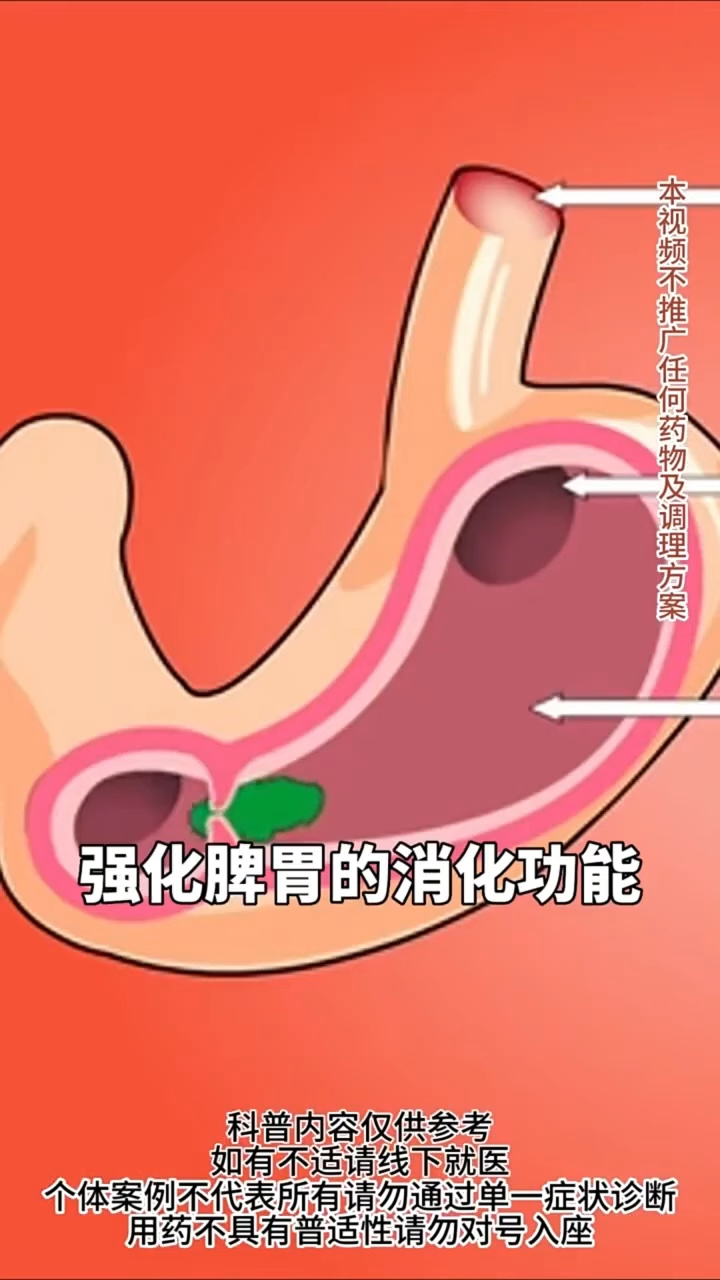 本视频不推广任何药物及调理方案
强化脾胃的消化功能
科普内容仅供参考
如有不适请线下就医
个体案例不代表所有请勿通过单一症状诊断
用药不具有普适性请勿对号入座